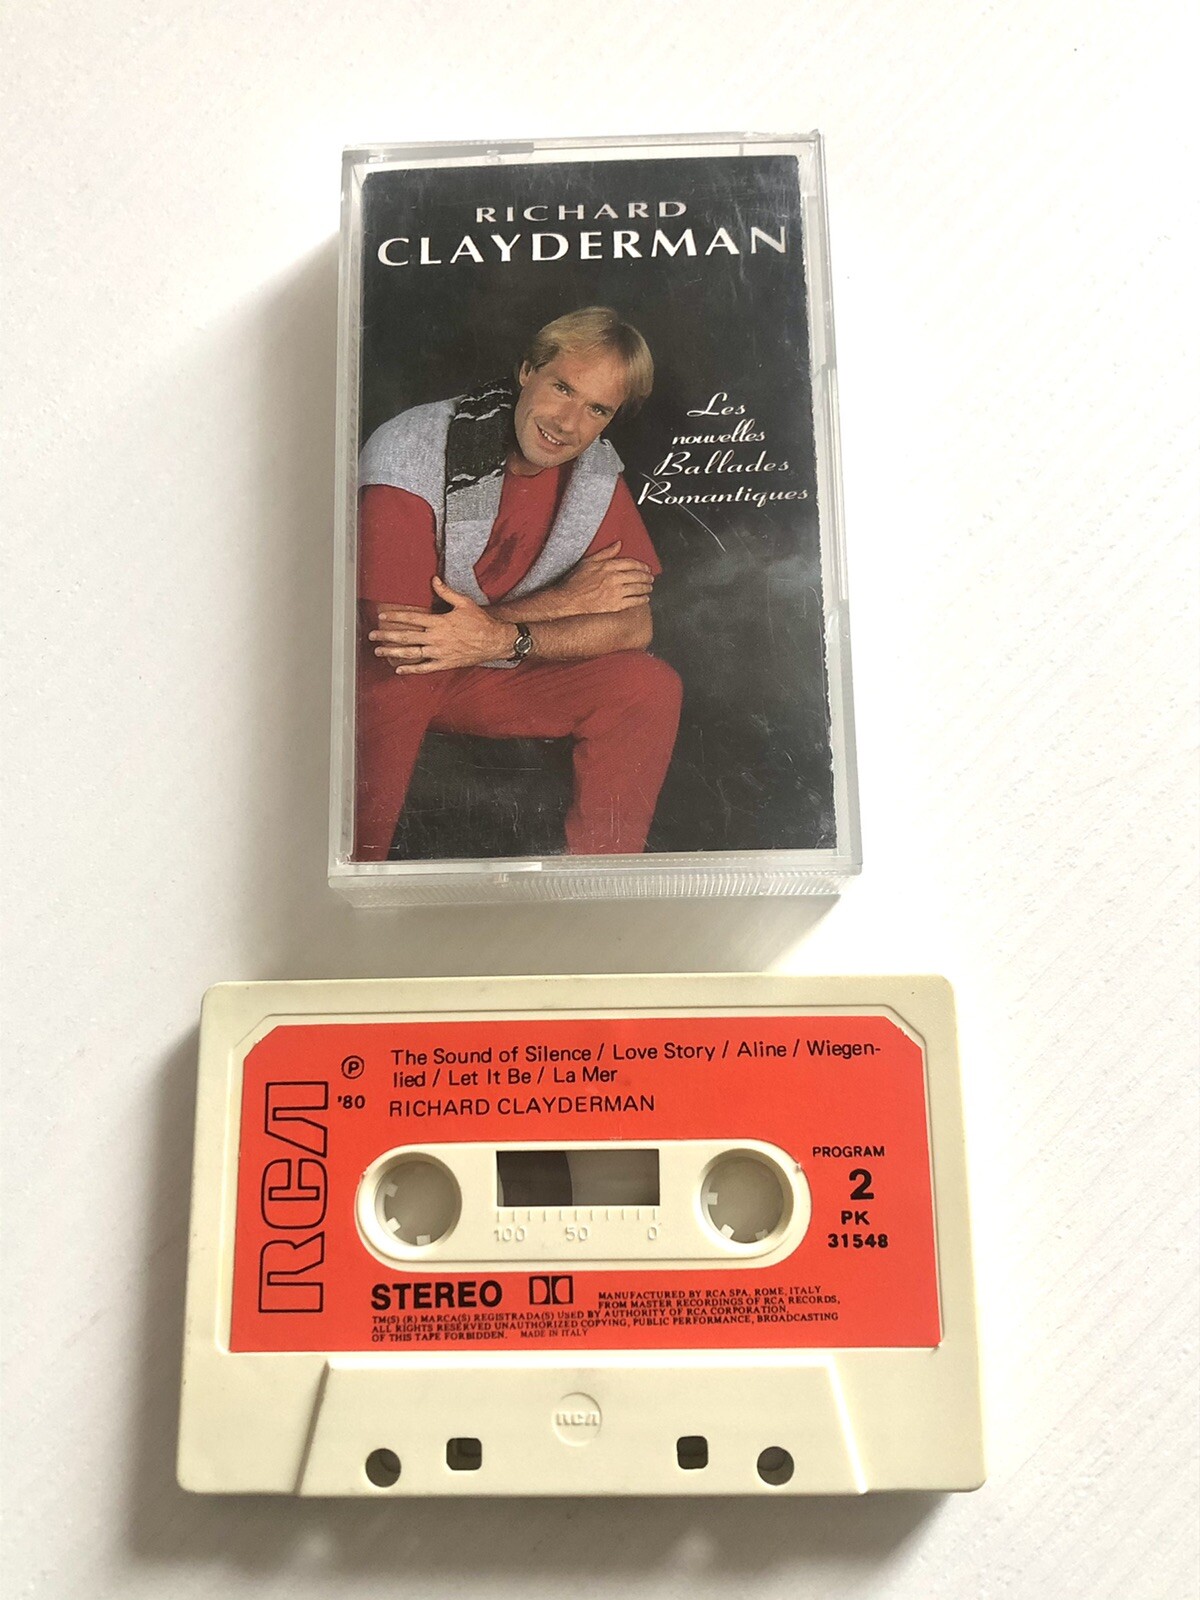 RICHARD
CLAYDERMAN
Les
nouvelles
Ballades
Romantiques
RCA
℗
'80
The Sound of Silence / Love Story / Aline / Wiegen-
lied / Let It Be / La Mer
RICHARD CLAYDERMAN
PROGRAM
2
PK
31548
100 50 0
STEREO
MANUFACTURED BY RCA SPA, ROME, ITALY
FROM MASTER RECORDINGS OF RCA RECORDS,
TM(S) (R) MARCA(S) REGISTRADA(S) USED BY AUTHORITY OF RCA CORPORATION,
ALL RIGHTS RESERVED UNAUTHORIZED COPYING, PUBLIC PERFORMANCE, BROADCASTING
OF THIS TAPE FORBIDDEN. MADE IN ITALY
RCA